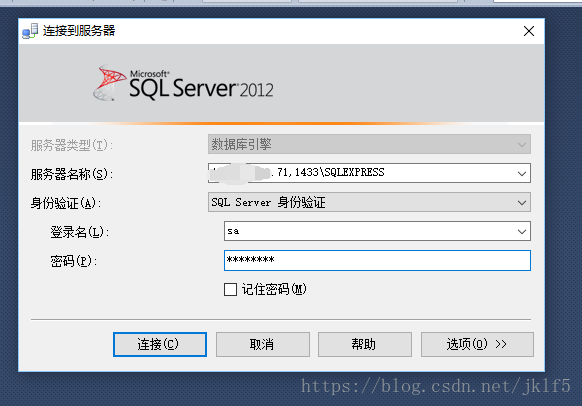 连接到服务器
Microsoft®
SQL Server® 2012
服务器类型(T):
数据库引擎
服务器名称(S):
.71,1433\SQLEXPRESS
身份验证(A):
SQL Server 身份验证
登录名(L):
sa
密码(P):
********
记住密码(M)
连接(C)
取消
帮助
选项(O) >>
https://blog.csdn.net/jklf5